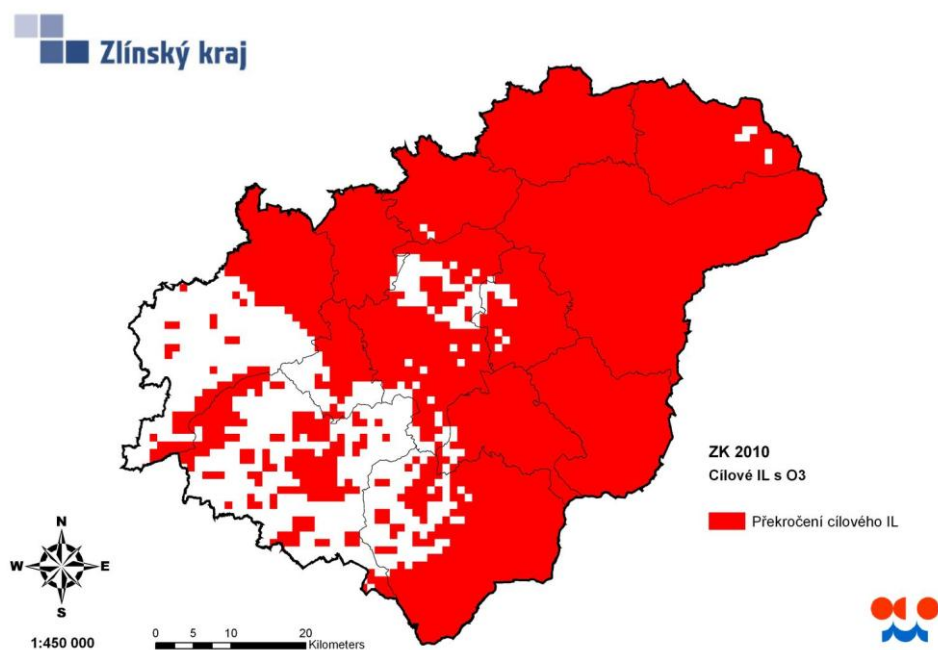 Zlínský kraj
ZK 2010
Cílové IL s O3
Překročení cílového IL
N
W E
S
1:450 000
0 5 10 20
Kilometers